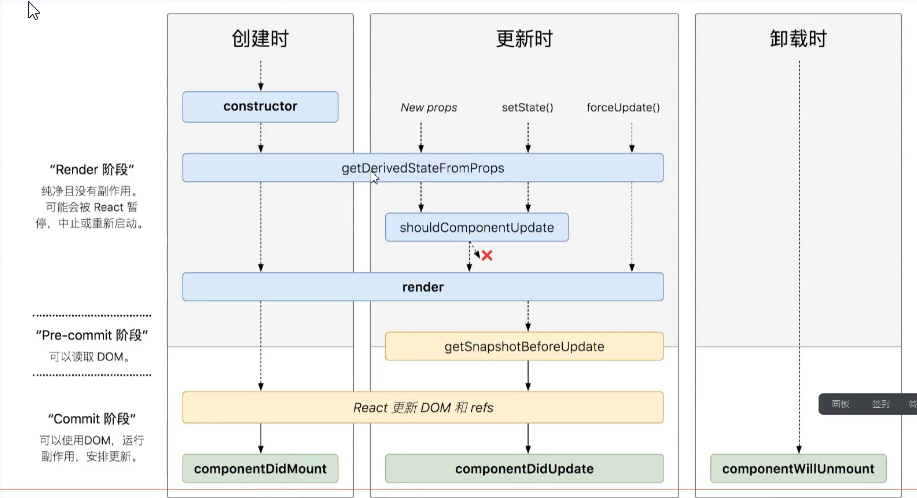 创建时
更新时
卸载时
constructor
New props
setState()
forceUpdate()
"Render 阶段"
纯净且没有副作用。
可能会被 React 暂
停，中止或重新启动。
getDerivedStateFromProps
shouldComponentUpdate
render
"Pre-commit 阶段"
可以读取 DOM。
getSnapshotBeforeUpdate
"Commit 阶段"
可以使用DOM，运行
副作用，安排更新。
React 更新 DOM 和 refs
画板
签到
componentDidMount
componentDidUpdate
componentWillUnmount